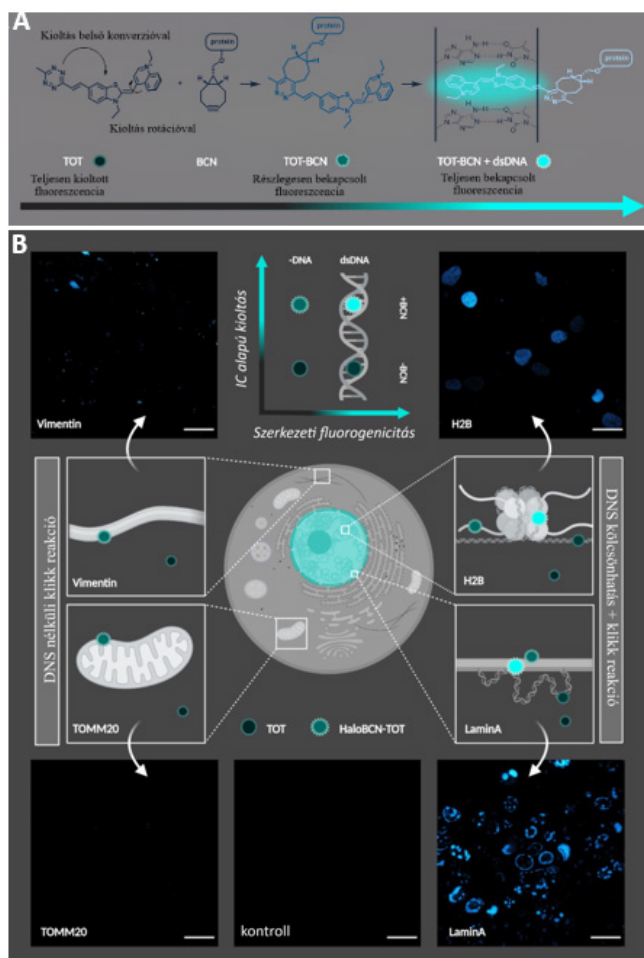 A
Kioltás belső konverzióval
protein
protein
protein
Kioltás rotációval
TOT
BCN
TOT-BCN
TOT-BCN + dsDNA
Teljesen kioltott
fluoreszcencia
Részlegesen bekapcsolt
fluoreszcencia
Teljesen bekapcsolt
fluoreszcencia
B
-DNA
dsDNA
IC alapú kioltás
+BCN
-BCN
Szerkezeti fluorogenicitás
Vimentin
H2B
DNS nélküli klikk reakció
Vimentin
H2B
DNS kölcsönhatás + klikk reakció
TOMM20
LaminA
TOT
HaloBCN-TOT
TOMM20
kontroll
LaminA